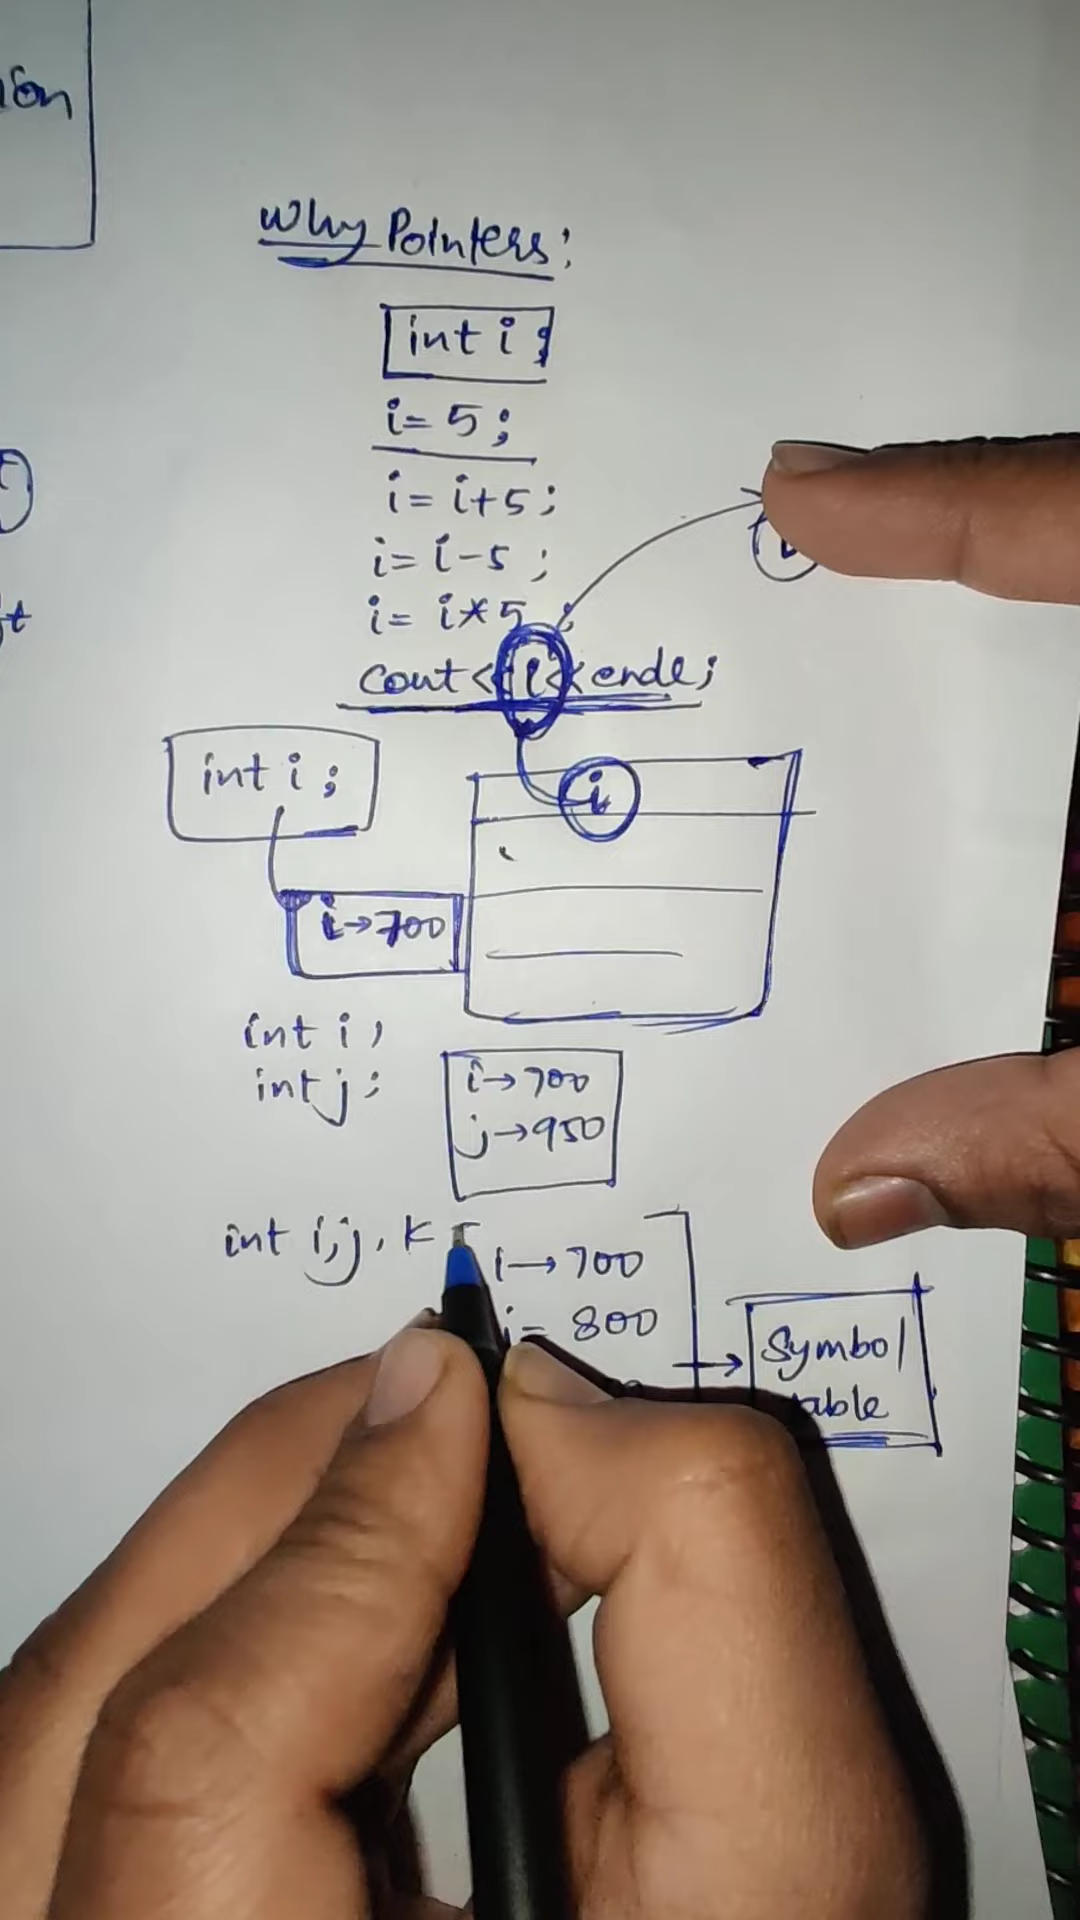 Why Pointers:
int i;
i= 5;
i= i+5;
i= i-5;
i= i*5;
cout<<i<<endl;
int i;
i
i→700
int i;
int j;
i→700
j→950
int i,j, k
i→700
j= 800
Symbol
table